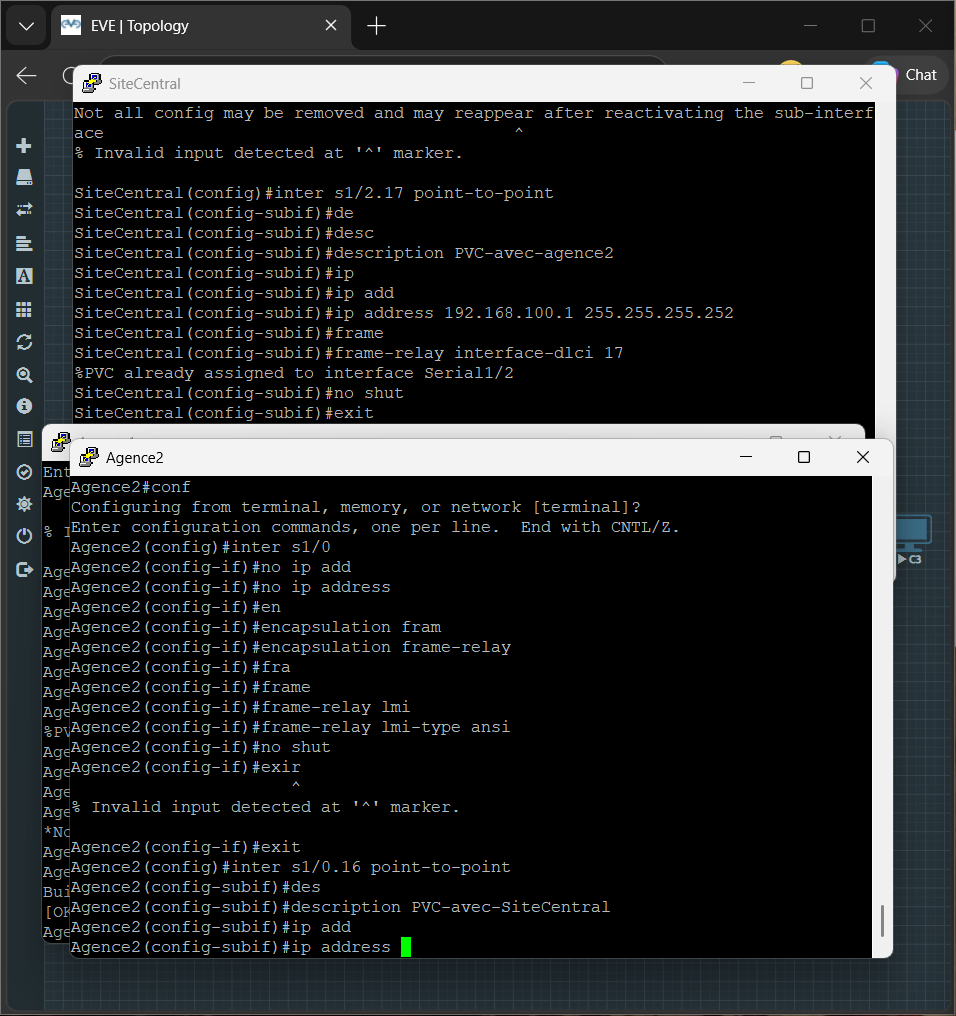 EVE | Topology
Chat
SiteCentral
Not all config may be removed and may reappear after reactivating the sub-interf
ace
^
% Invalid input detected at '^' marker.
SiteCentral(config)#inter s1/2.17 point-to-point
SiteCentral(config-subif)#de
SiteCentral(config-subif)#desc
SiteCentral(config-subif)#description PVC-avec-agence2
SiteCentral(config-subif)#ip
SiteCentral(config-subif)#ip add
SiteCentral(config-subif)#ip address 192.168.100.1 255.255.255.252
SiteCentral(config-subif)#frame
SiteCentral(config-subif)#frame-relay interface-dlci 17
%PVC already assigned to interface Serial1/2
SiteCentral(config-subif)#no shut
SiteCentral(config-subif)#exit
Agence2
Agence2#conf
Configuring from terminal, memory, or network [terminal]?
Enter configuration commands, one per line.  End with CNTL/Z.
Agence2(config)#inter s1/0
Agence2(config-if)#no ip add
Agence2(config-if)#no ip address
Agence2(config-if)#en
Agence2(config-if)#encapsulation fram
Agence2(config-if)#encapsulation frame-relay
Agence2(config-if)#fra
Agence2(config-if)#frame
Agence2(config-if)#frame-relay lmi
Agence2(config-if)#frame-relay lmi-type ansi
Agence2(config-if)#no shut
Agence2(config-if)#exir
^
% Invalid input detected at '^' marker.
Agence2(config-if)#exit
Agence2(config)#inter s1/0.16 point-to-point
Agence2(config-subif)#des
Agence2(config-subif)#description PVC-avec-SiteCentral
Agence2(config-subif)#ip add
Agence2(config-subif)#ip address
C3